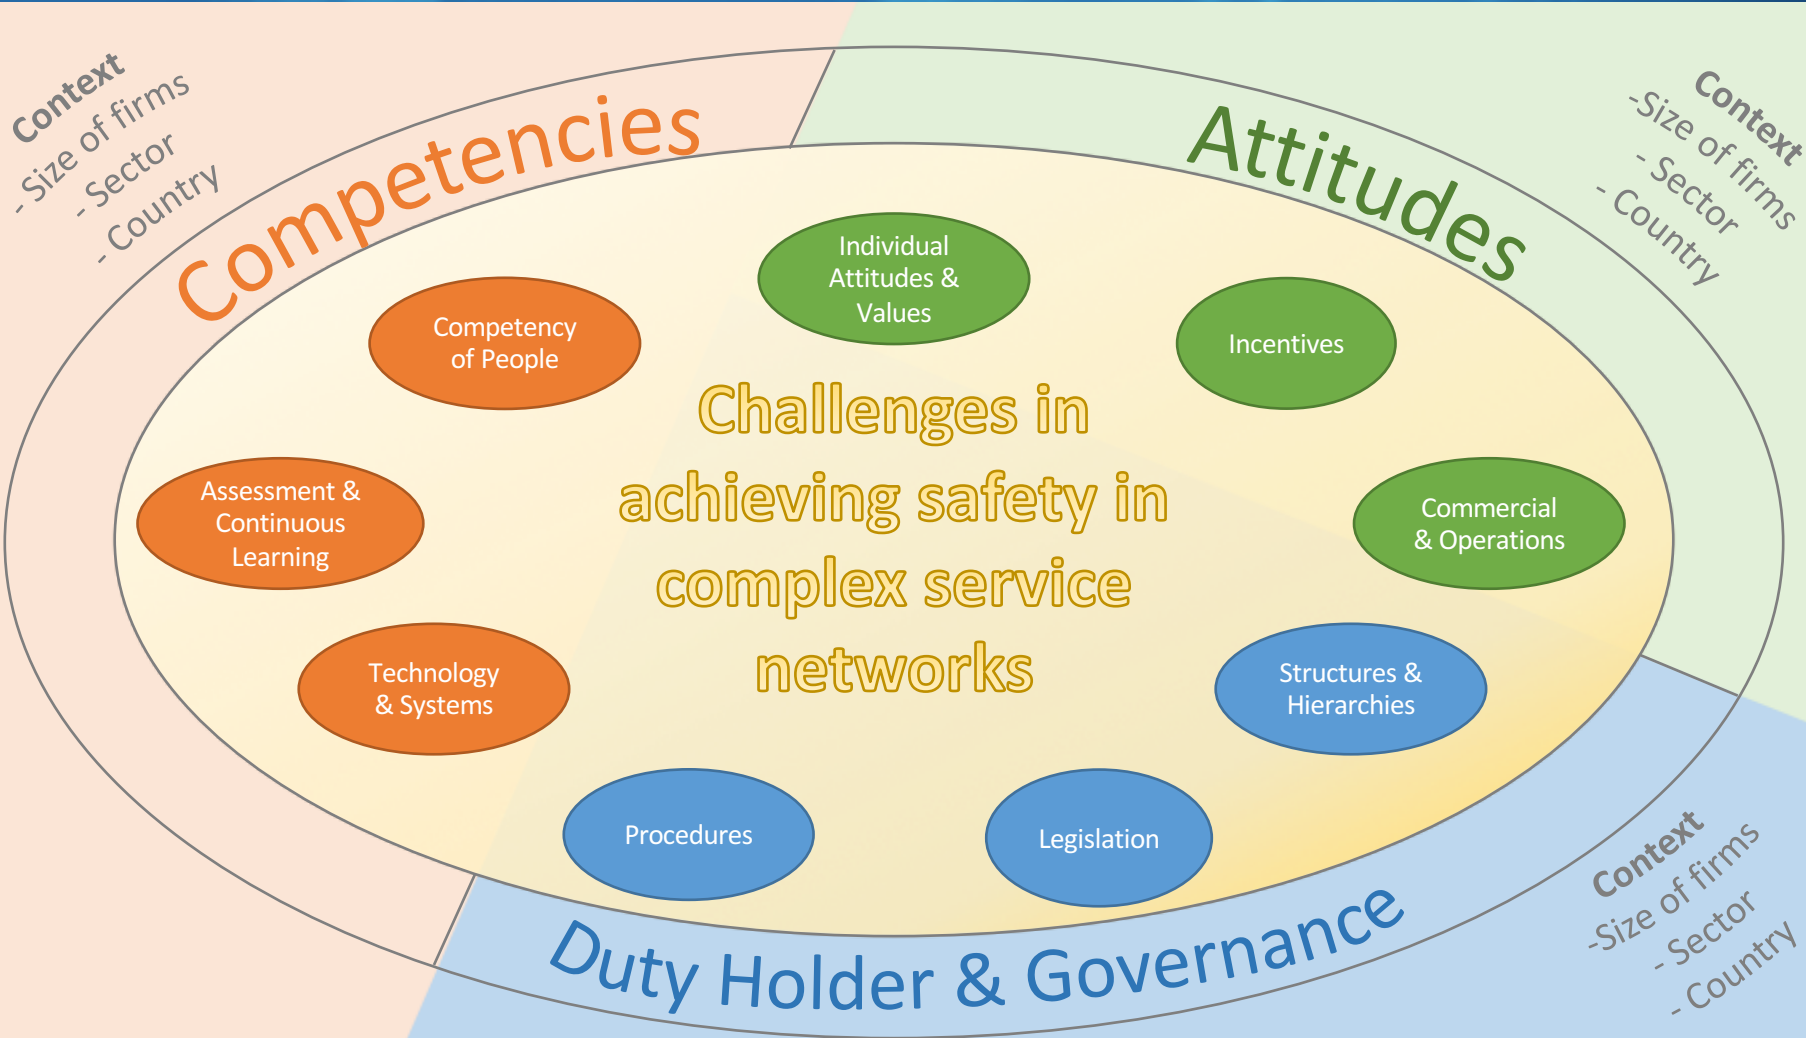 Context
- Size of firms
- Sector
- Country
Competencies
Attitudes
Context
-Size of firms
- Sector
- Country
Individual
Attitudes &
Values
Competency
of People
Incentives
Challenges in
achieving safety in
complex service
networks
Assessment &
Continuous
Learning
Commercial
& Operations
Technology
& Systems
Structures &
Hierarchies
Procedures
Legislation
Duty Holder & Governance
Context
-Size of firms
- Sector
- Country